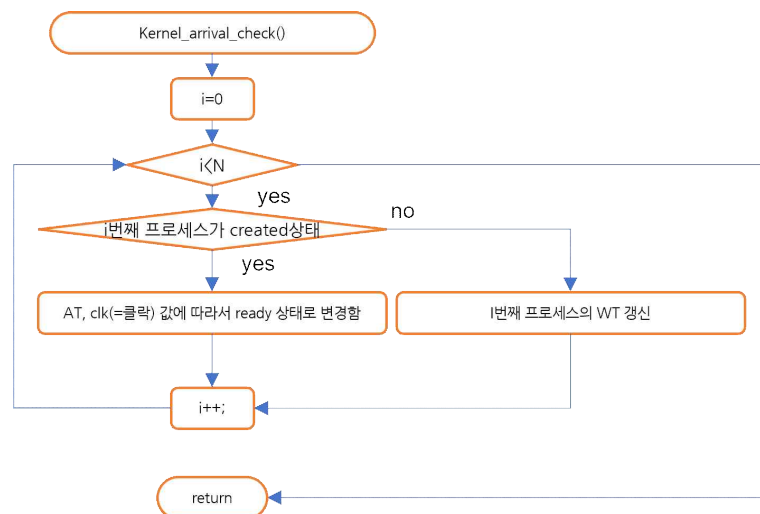 Kernel_arrival_check()
i=0
i<N
yes
no
i번째 프로세스가 created상태
yes
AT, clk(=클락) 값에 따라서 ready 상태로 변경함
I번째 프로세스의 WT 갱신
i++;
return